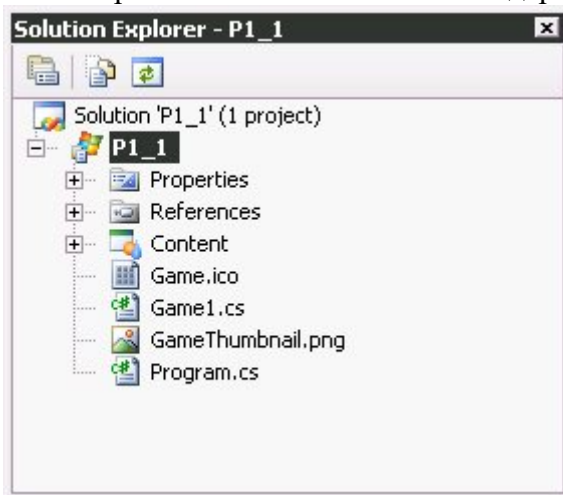 Solution Explorer - P1_1
Solution 'P1_1' (1 project)
P1_1
Properties
References
Content
Game.ico
Game1.cs
GameThumbnail.png
Program.cs